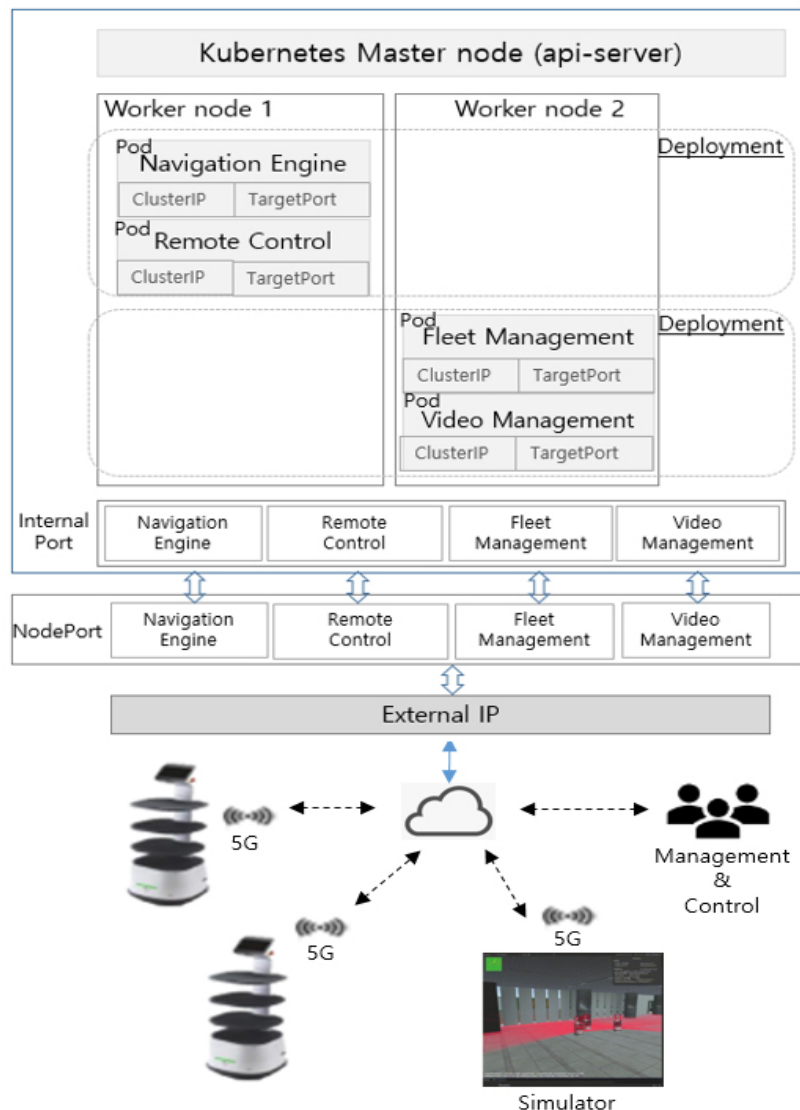 Kubernetes Master node (api-server)
Worker node 1
Worker node 2
Deployment
Pod
Navigation Engine
ClusterIP TargetPort
Pod
Remote Control
ClusterIP TargetPort
Deployment
Pod
Fleet Management
ClusterIP TargetPort
Pod
Video Management
ClusterIP TargetPort
Internal
Port
Navigation
Engine
Remote
Control
Fleet
Management
Video
Management
NodePort
Navigation
Engine
Remote
Control
Fleet
Management
Video
Management
External IP
5G
Management
&
Control
5G
5G
Simulator